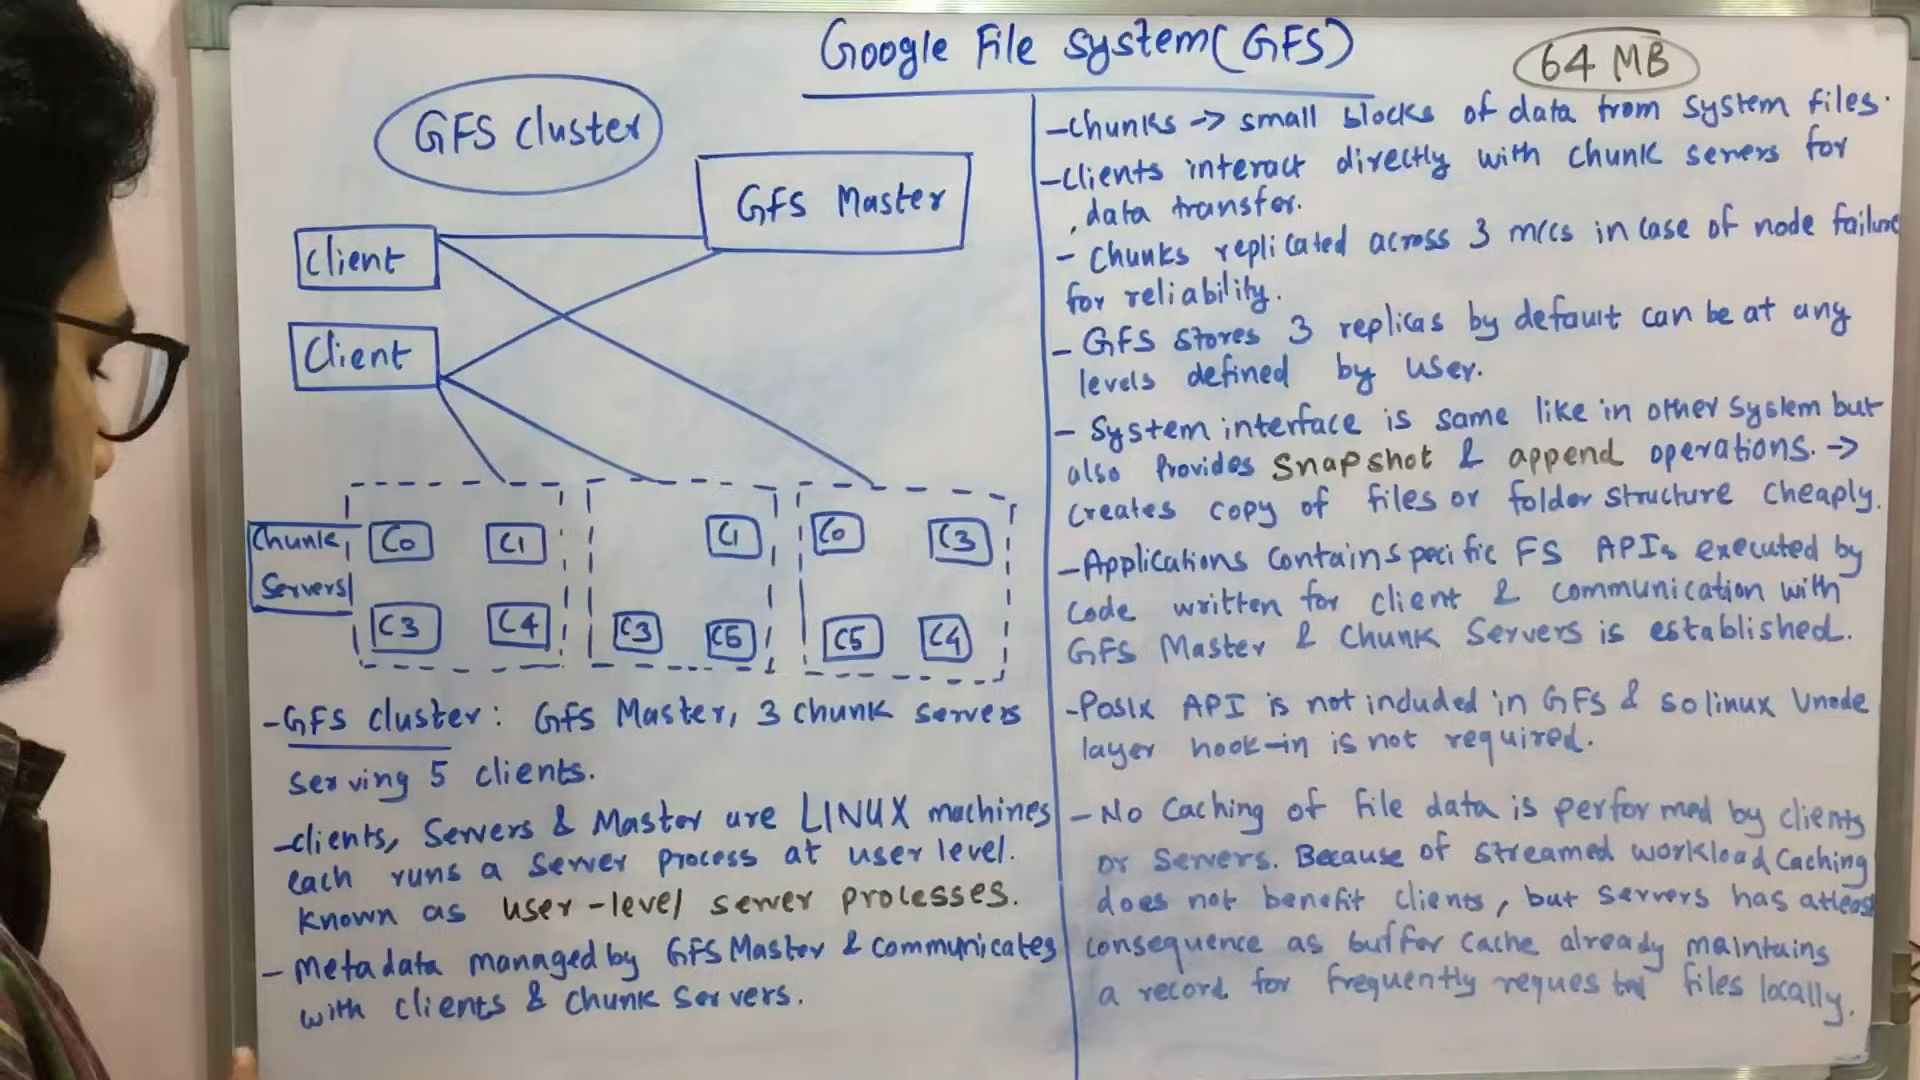 Google File System(GFS)
64 MB
GFS Cluster
GFS Master
Client
Client
Chunk
Servers
C0 C1
C3 C4
C1
C3 C5
C0 C3
C5 C4
- GFS cluster: GFS Master, 3 chunk servers
serving 5 clients.
- clients, Servers & Master are LINUX machines
each runs a server process at user level.
known as user-level server processes.
- Metadata managed by GFS Master & communicates
with clients & chunk servers.
- Chunks -> small blocks of data from system files.
- clients interact directly with chunk servers for
data transfer.
- Chunks replicated across 3 m/cs in case of node failure
for reliability.
- GFS stores 3 replicas by default can be at any
levels defined by user.
- System interface is same like in other system but
also Provides Snapshot & append operations. ->
Creates copy of files or folder structure cheaply.
- Applications contain specific FS APIs executed by
code written for client & communication with
GFS Master & Chunk Servers is established.
- Posix API is not included in GFS & so linux Vnode
layer hook-in is not required.
- No Caching of File data is performed by clients
or Servers. Because of streamed workload Caching
does not benefit clients, but servers has atleast
consequence as buffer cache already maintains
a record for frequently requested files locally.